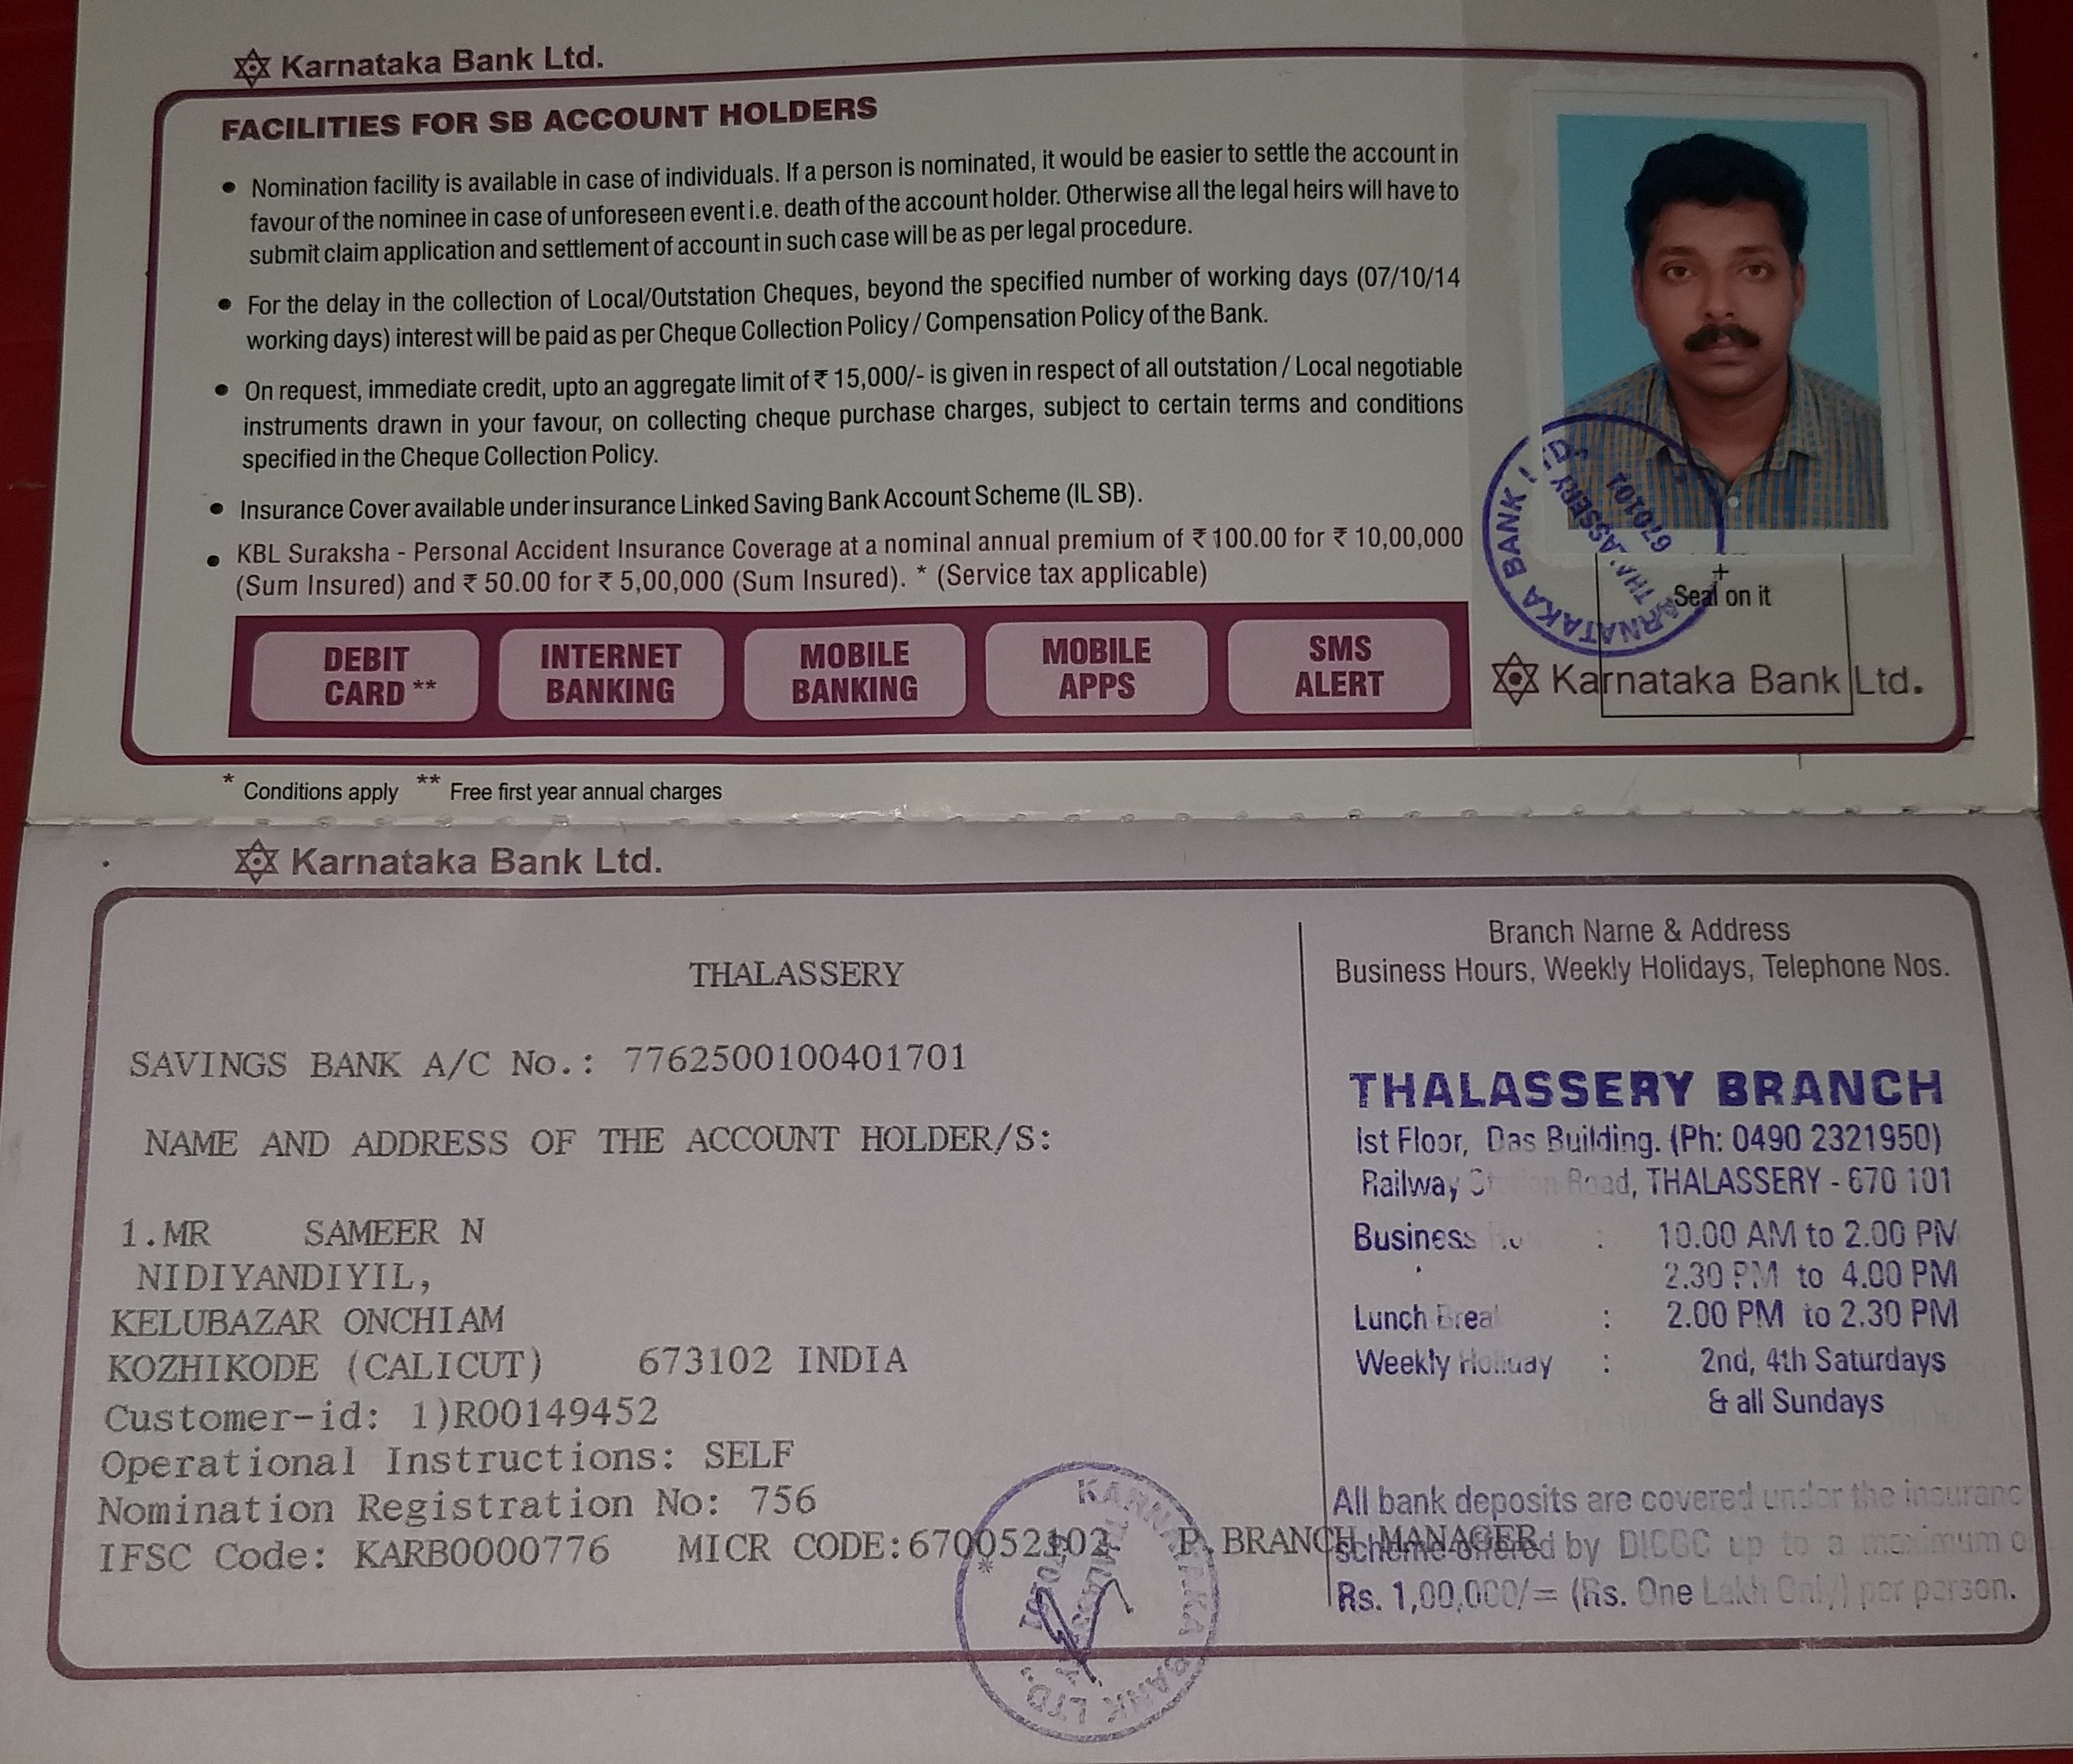 Karnataka Bank Ltd.
FACILITIES FOR SB ACCOUNT HOLDERS
• Nomination facility is available in case of individuals. If a person is nominated, it would be easier to settle the account in
favour of the nominee in case of unforeseen event i.e. death of the account holder. Otherwise all the legal heirs will have to
submit claim application and settlement of account in such case will be as per legal procedure.
• For the delay in the collection of Local/Outstation Cheques, beyond the specified number of working days (07/10/14
working days) interest will be paid as per Cheque Collection Policy / Compensation Policy of the Bank.
• On request, immediate credit, upto an aggregate limit of ₹ 15,000/- is given in respect of all outstation / Local negotiable
instruments drawn in your favour, on collecting cheque purchase charges, subject to certain terms and conditions
specified in the Cheque Collection Policy.
• Insurance Cover available under insurance Linked Saving Bank Account Scheme (IL SB).
• KBL Suraksha - Personal Accident Insurance Coverage at a nominal annual premium of ₹ 100.00 for ₹ 10,00,000
(Sum Insured) and ₹ 50.00 for ₹ 5,00,000 (Sum Insured). * (Service tax applicable)
DEBIT
CARD **
INTERNET
BANKING
MOBILE
BANKING
MOBILE
APPS
SMS
ALERT
KARNATAKA BANK LTD.
THALASSERY
670101
+
Seal on it
Karnataka Bank Ltd.
* Conditions apply ** Free first year annual charges
Karnataka Bank Ltd.
THALASSERY
SAVINGS BANK A/C No.: 7762500100401701
NAME AND ADDRESS OF THE ACCOUNT HOLDER/S:
1.MR SAMEER N
NIDIYANDIYIL,
KELUBAZAR ONCHIAM
KOZHIKODE (CALICUT) 673102 INDIA
Customer-id: 1)R00149452
Operational Instructions: SELF
Nomination Registration No: 756
IFSC Code: KARB0000776 MICR CODE:670052102 P. BRANCH MANAGER
KARNATAKA BANK LTD.,
THALASSERY
Branch Name & Address
Business Hours, Weekly Holidays, Telephone Nos.
THALASSERY BRANCH
Ist Floor, Das Building. (Ph: 0490 2321950)
Railway Road, THALASSERY - 670 101
Business : 10.00 AM to 2.00 PM
2.30 PM to 4.00 PM
Lunch Brea : 2.00 PM to 2.30 PM
Weekly Holiday : 2nd, 4th Saturdays
& all Sundays
All bank deposits are covered under the insuranc
scheme offered by DICGC up to a maximum o
Rs. 1,00,000/= (Rs. One Lakh Only) per person.